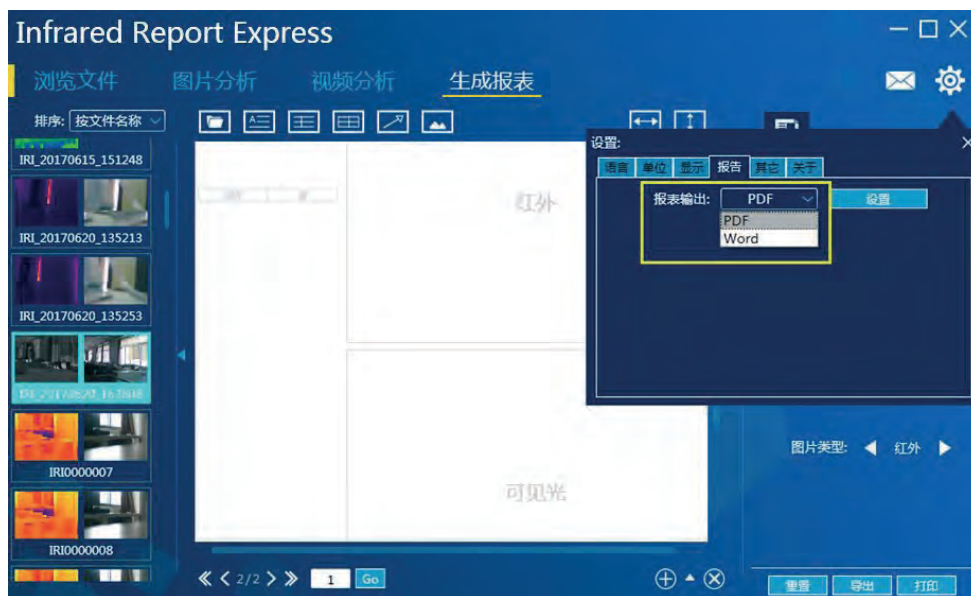 Infrared Report Express
浏览文件 图片分析 视频分析 生成报表
排序: 按文件名称
IRI_20170615_151248
IRI_20170620_135213
IRI_20170620_135253
IRI0000007
IRI0000008
红外
可见光
2/2 1 Go
设置:
语言 单位 显示 报告 其它 关于
报表输出: PDF 设置
PDF
Word
图片类型: 红外
重置 导出 打印